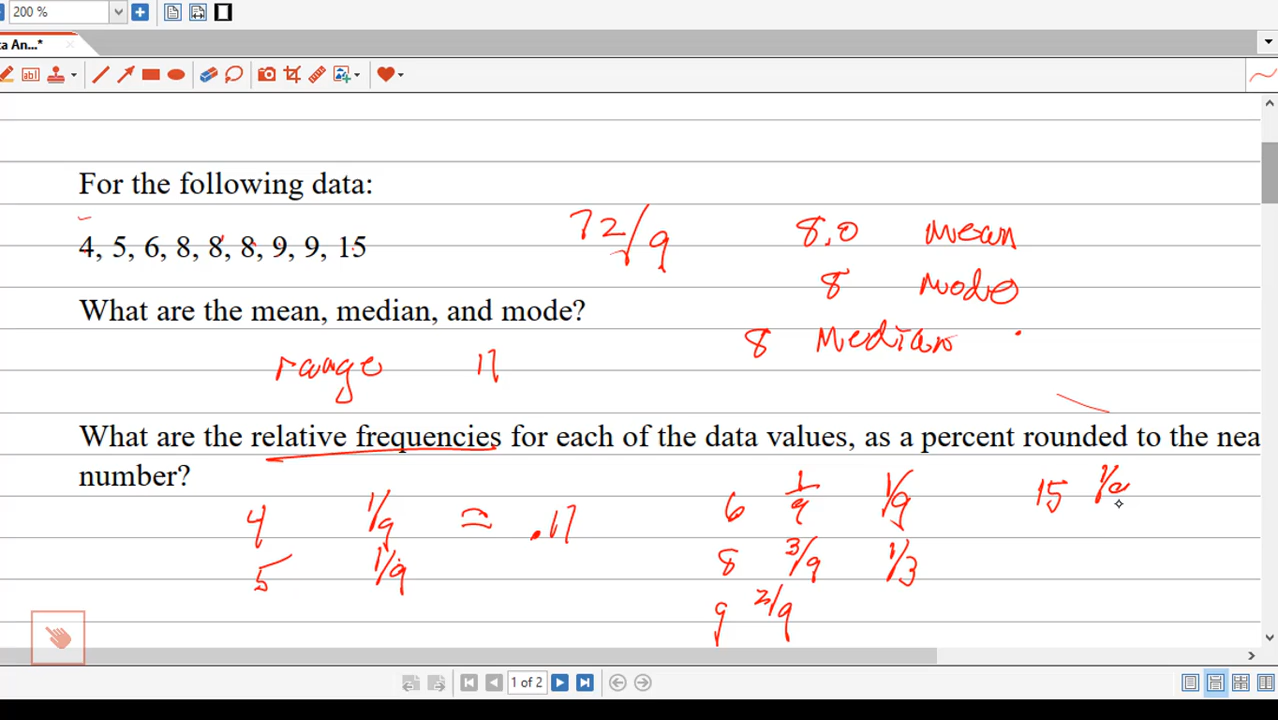 200 %
ta An...*
For the following data:
4, 5, 6, 8, 8, 8, 9, 9, 15
72/9
8.0 mean
8 mode
What are the mean, median, and mode?
8 Median
range 11
What are the relative frequencies for each of the data values, as a percent rounded to the nea
number?
4 1/9 ≈ .11
5 1/9
6 1/9 1/9
8 3/9 1/3
9 2/9
15 1/9
1 of 2